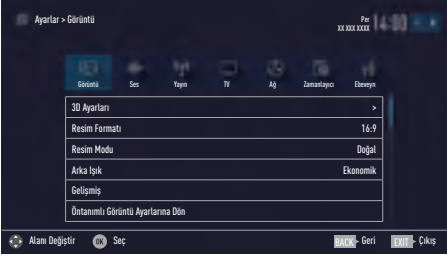 Ayarlar > Görüntü
Per
xx xxx xxxx
14:00
Görüntü Ses Yayın TV Ağ Zamanlayıcı Ebeveyn
3D Ayarları >
Resim Formatı 16:9
Resim Modu Doğal
Arka Işık Ekonomik
Gelişmiş
Öntanımlı Görüntü Ayarlarına Dön
Alanı Değiştir OK Seç BACK Geri EXIT Çıkış